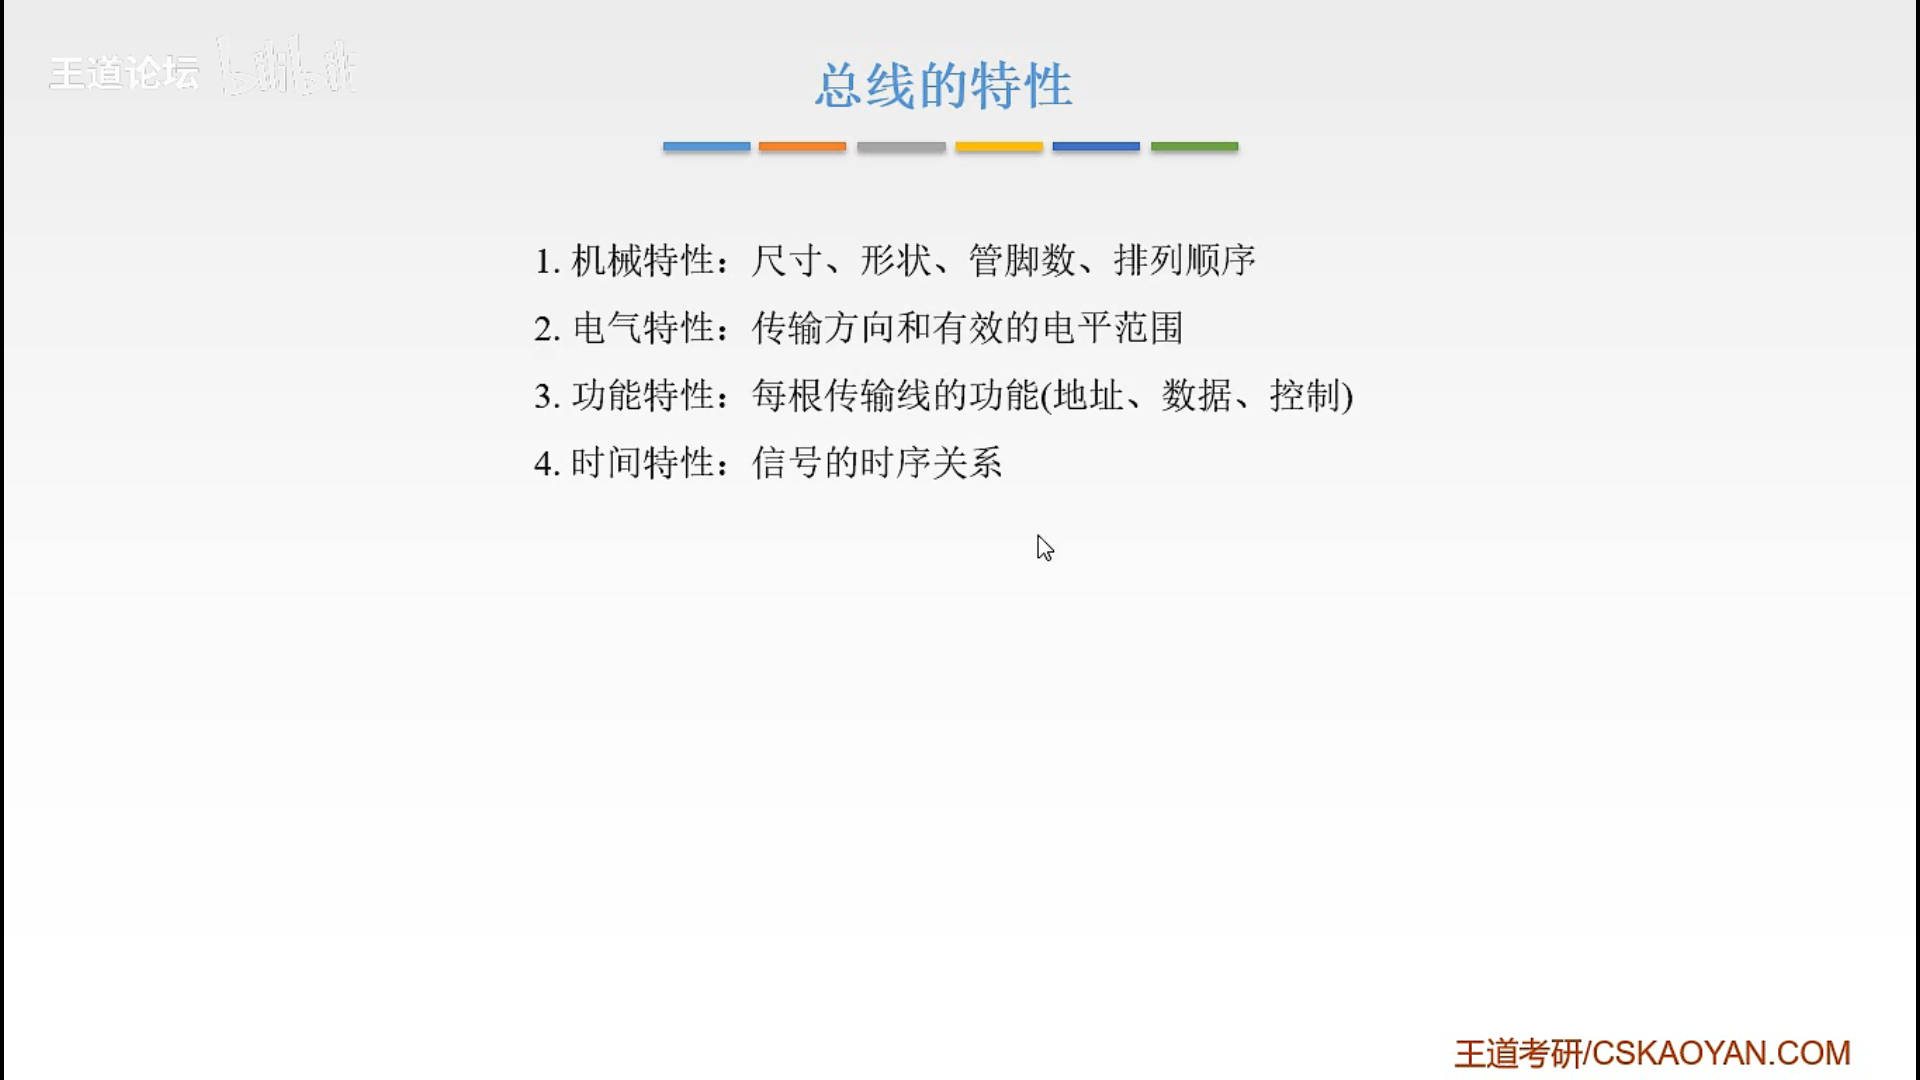 王道论坛 bilibili
总线的特性
1. 机械特性：尺寸、形状、管脚数、排列顺序
2. 电气特性：传输方向和有效的电平范围
3. 功能特性：每根传输线的功能(地址、数据、控制)
4. 时间特性：信号的时序关系
王道考研/CSKAOYAN.COM